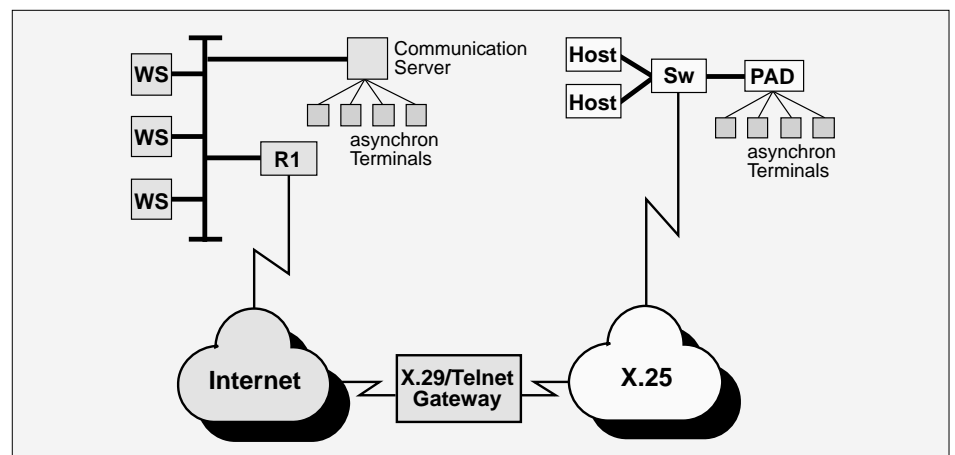 WS
WS
WS
Communication
Server
asynchron
Terminals
R1
Host
Host
Sw
PAD
asynchron
Terminals
Internet
X.29/Telnet
Gateway
X.25